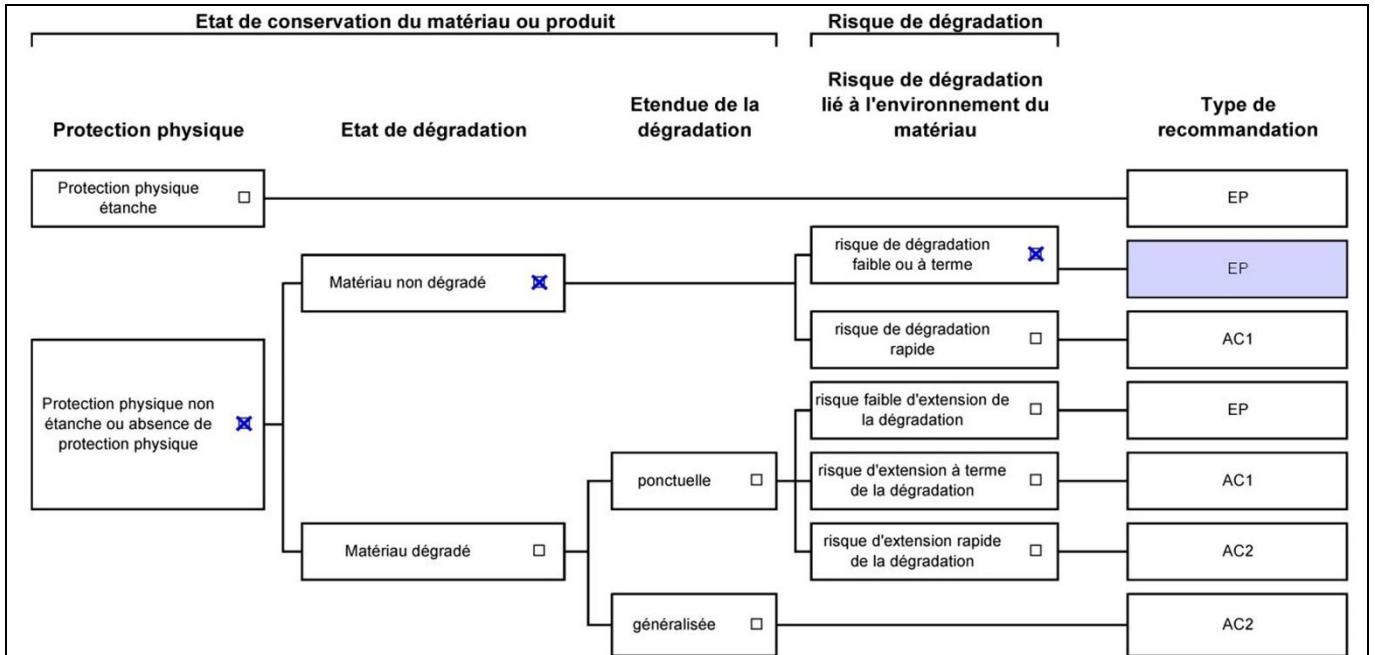 Etat de conservation du matériau ou produit
Risque de dégradation
Protection physique
Etat de dégradation
Etendue de la
dégradation
Risque de dégradation
lié à l'environnement du
matériau
Type de
recommandation
Protection physique
étanche
EP
Protection physique non
étanche ou absence de
protection physique
Matériau non dégradé
risque de dégradation
faible ou à terme
EP
risque de dégradation
rapide
AC1
Matériau dégradé
ponctuelle
risque faible d'extension de
la dégradation
EP
risque d'extension à terme
de la dégradation
AC1
risque d'extension rapide
de la dégradation
AC2
généralisée
AC2